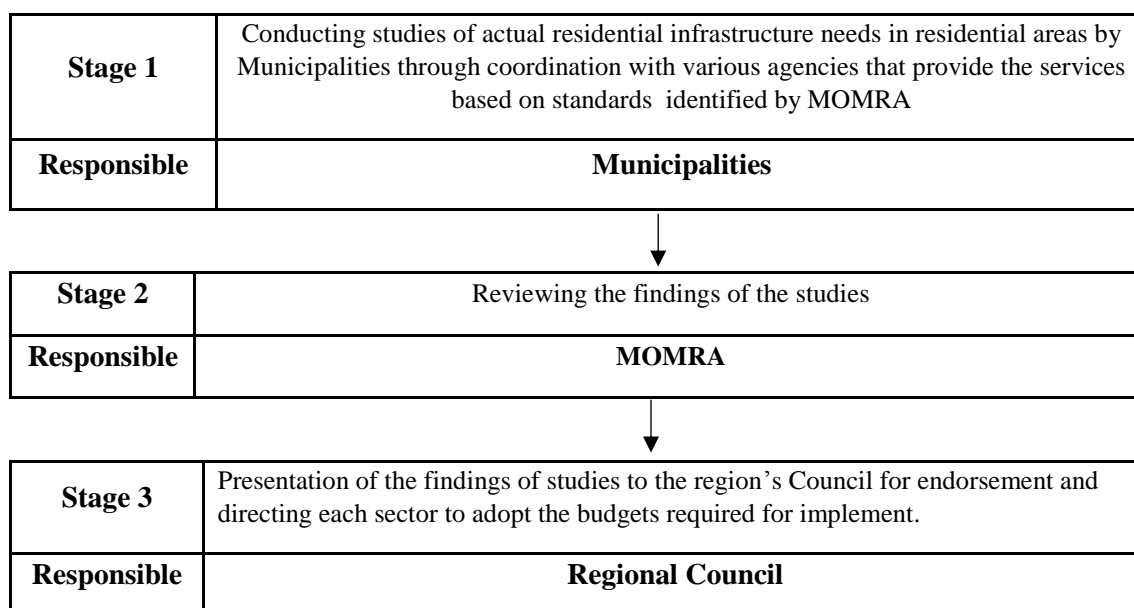 Stage 1
Conducting studies of actual residential infrastructure needs in residential areas by
Municipalities through coordination with various agencies that provide the services
based on standards identified by MOMRA
Responsible
Municipalities
Stage 2
Reviewing the findings of the studies
Responsible
MOMRA
Stage 3
Presentation of the findings of studies to the region's Council for endorsement and
directing each sector to adopt the budgets required for implement.
Responsible
Regional Council